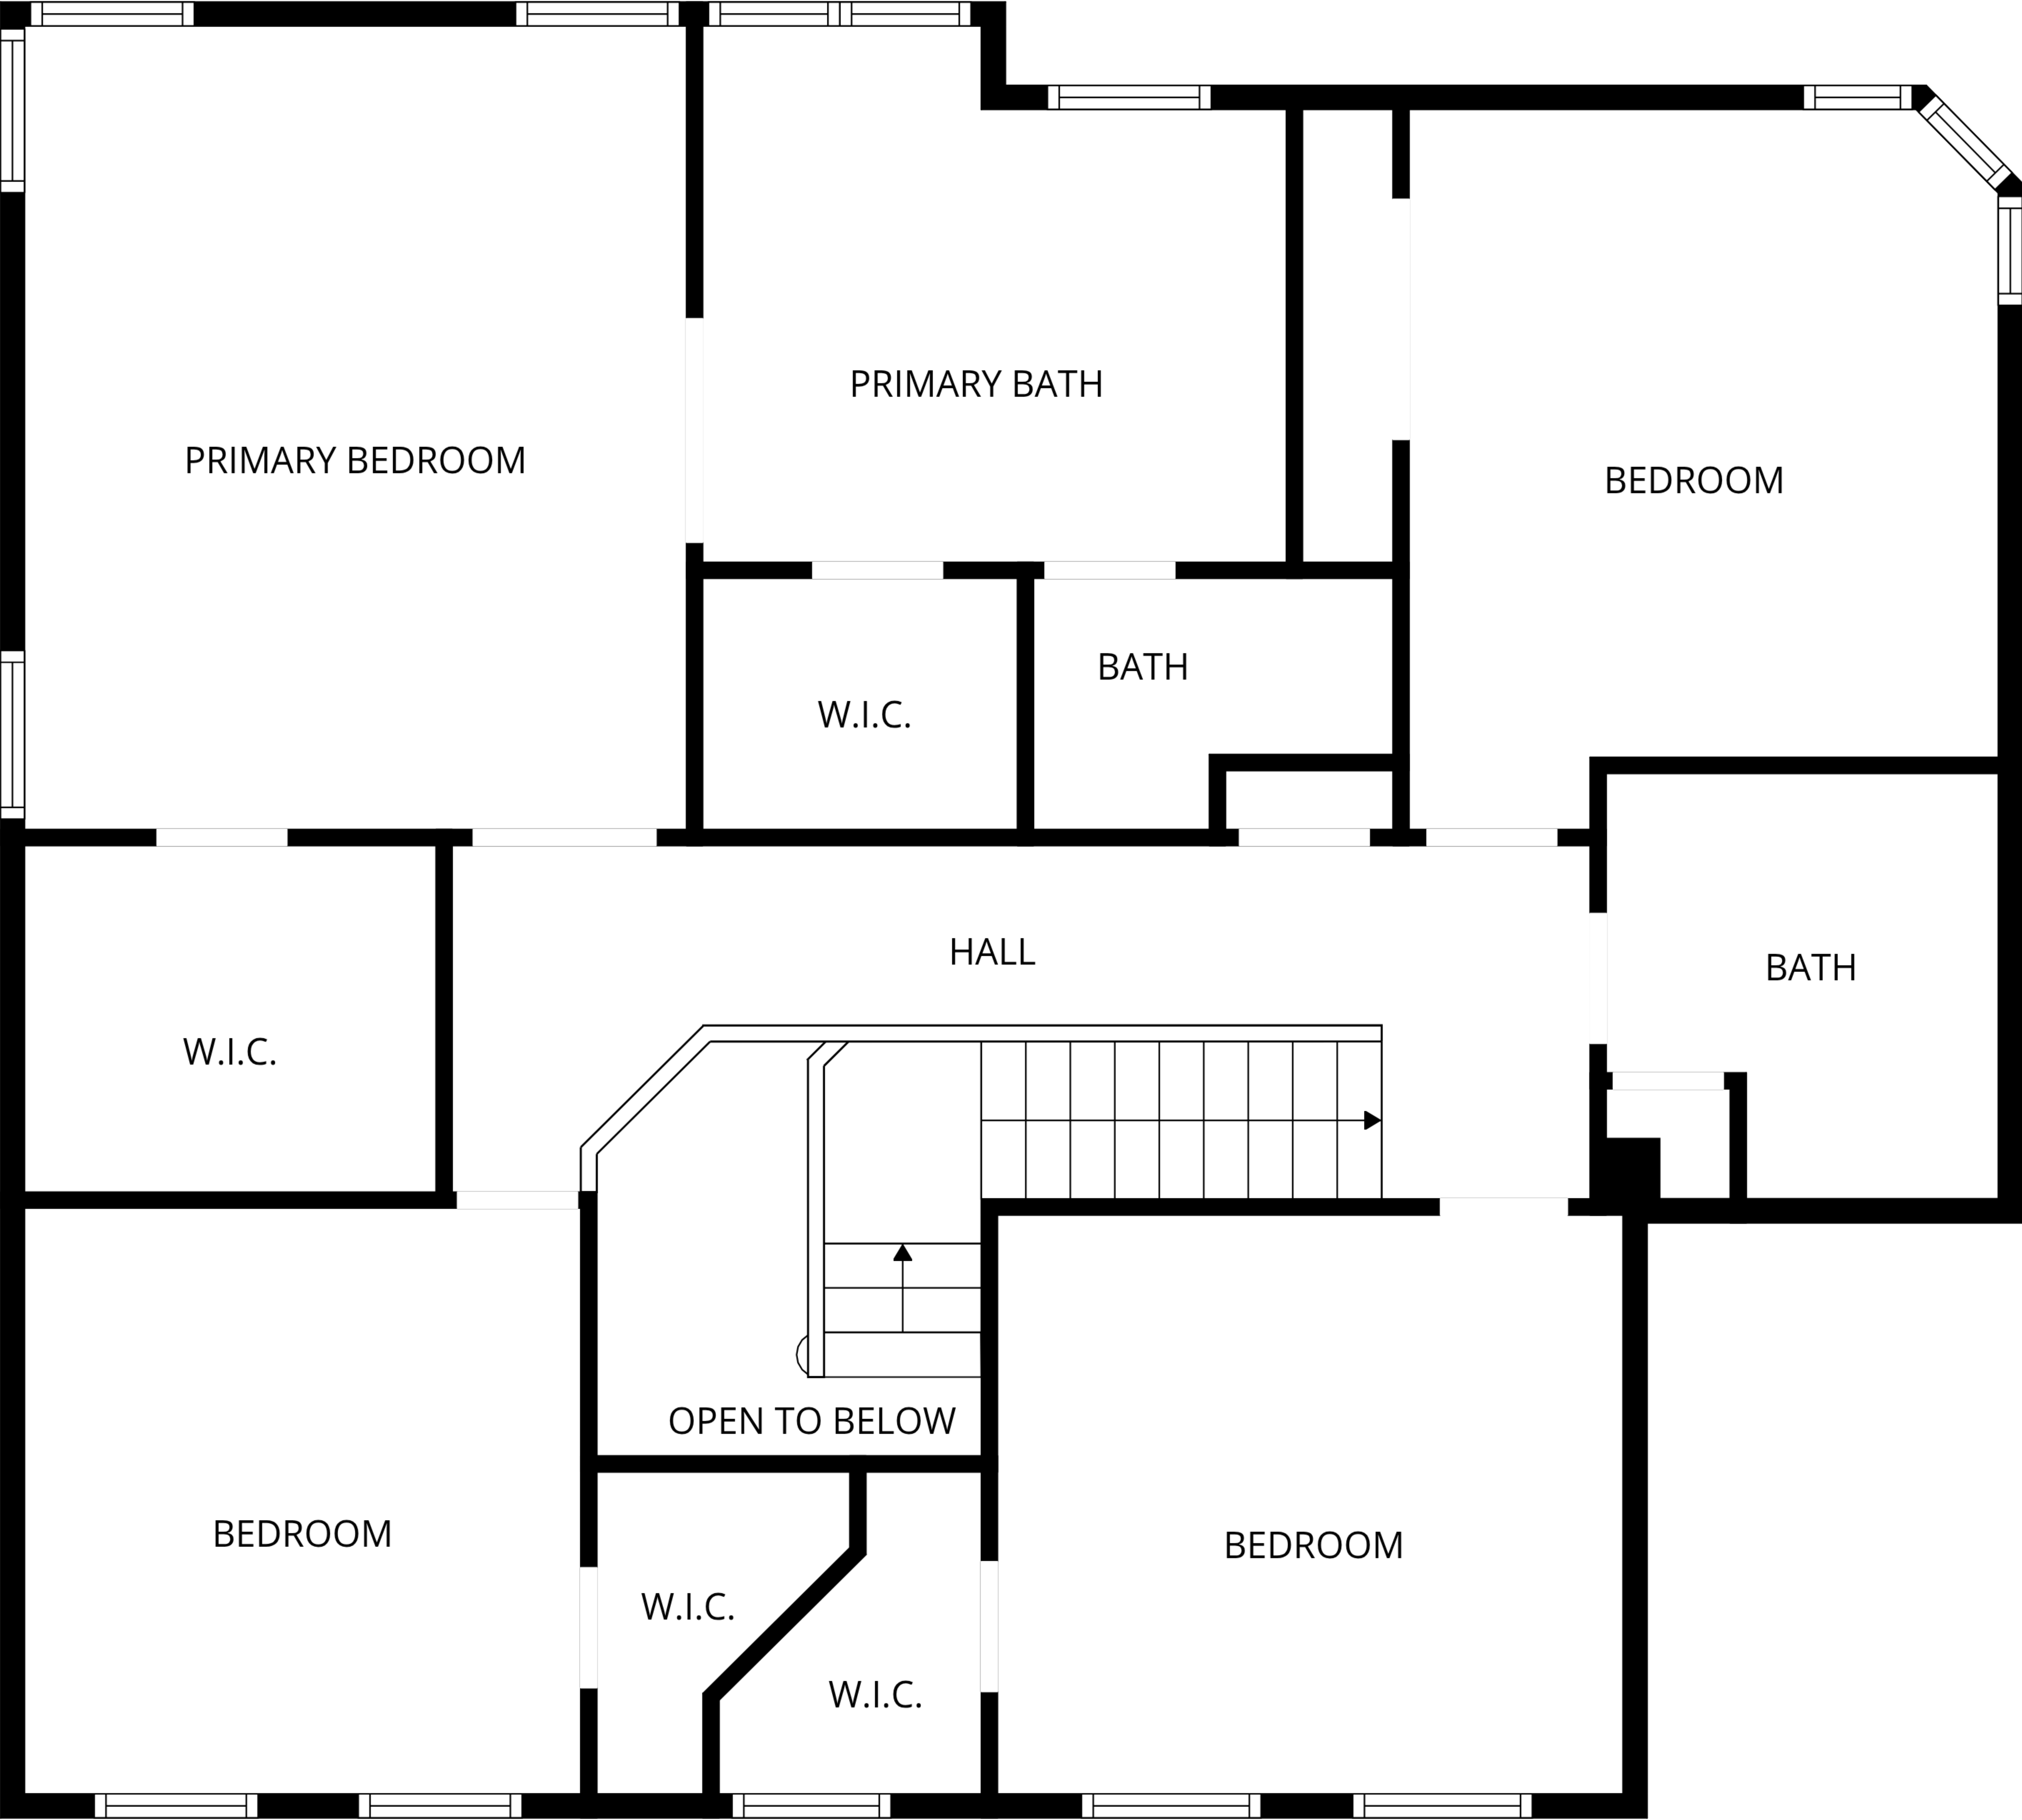 PRIMARY BATH
PRIMARY BEDROOM
BEDROOM
BATH
W.I.C.
HALL
BATH
W.I.C.
OPEN TO BELOW
BEDROOM
BEDROOM
W.I.C.
W.I.C.